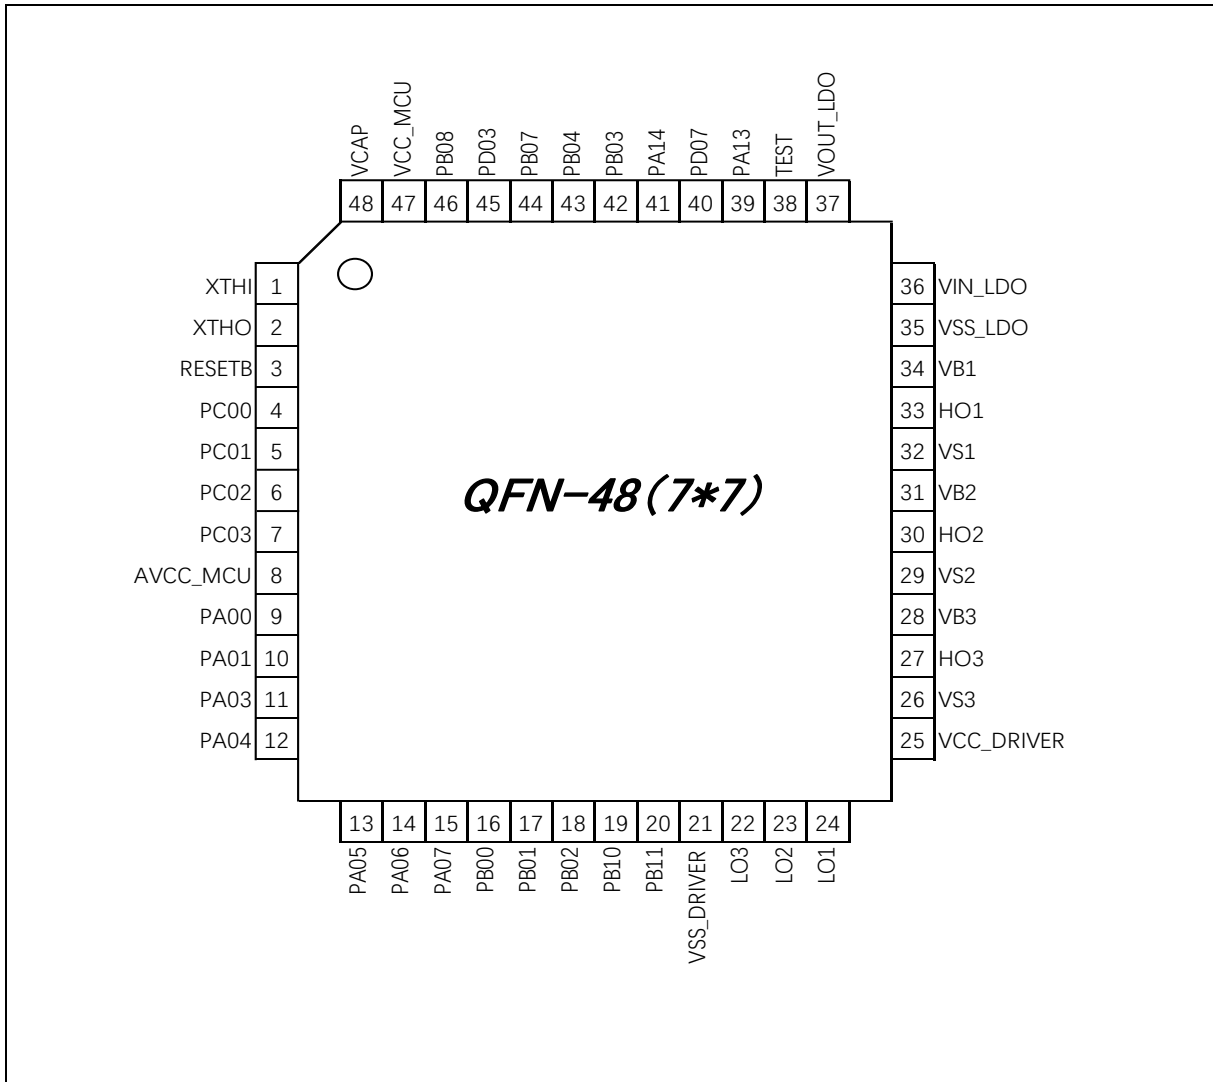 VCAP
VCC_MCU
PB08
PD03
PB07
PB04
PB03
PA14
PD07
PA13
TEST
VOUT_LDO
48 47 46 45 44 43 42 41 40 39 38 37
XTHI 1 36 VIN_LDO
XTHO 2 35 VSS_LDO
RESETB 3 34 VB1
PC00 4 33 HO1
PC01 5 32 VS1
PC02 6 31 VB2
PC03 7 30 HO2
AVCC_MCU 8 29 VS2
PA00 9 28 VB3
PA01 10 27 HO3
PA03 11 26 VS3
PA04 12 25 VCC_DRIVER
QFN-48(7*7)
13 14 15 16 17 18 19 20 21 22 23 24
PA05
PA06
PA07
PB00
PB01
PB02
PB10
PB11
VSS_DRIVER
LO3
LO2
LO1